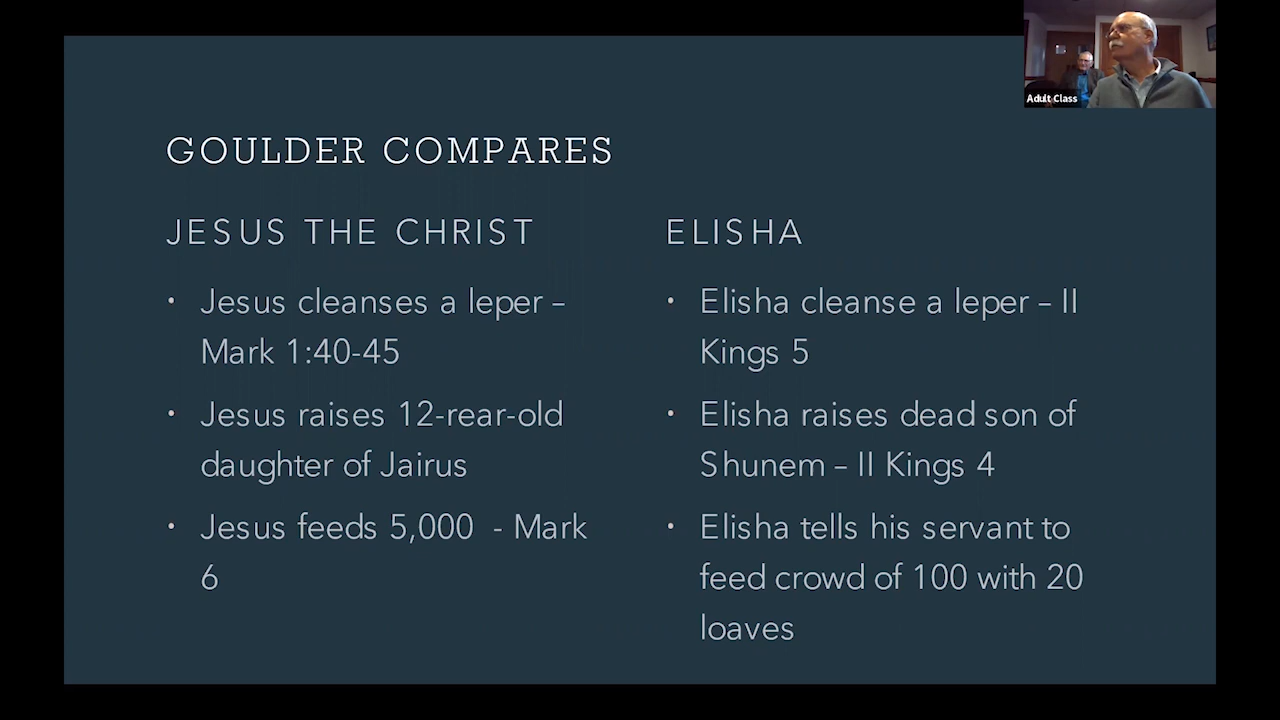 Adult Class
GOULDER COMPARES
JESUS THE CHRIST
• Jesus cleanses a leper –
Mark 1:40-45
• Jesus raises 12-rear-old
daughter of Jairus
• Jesus feeds 5,000  - Mark
6
ELISHA
• Elisha cleanse a leper – II
Kings 5
• Elisha raises dead son of
Shunem – II Kings 4
• Elisha tells his servant to
feed crowd of 100 with 20
loaves